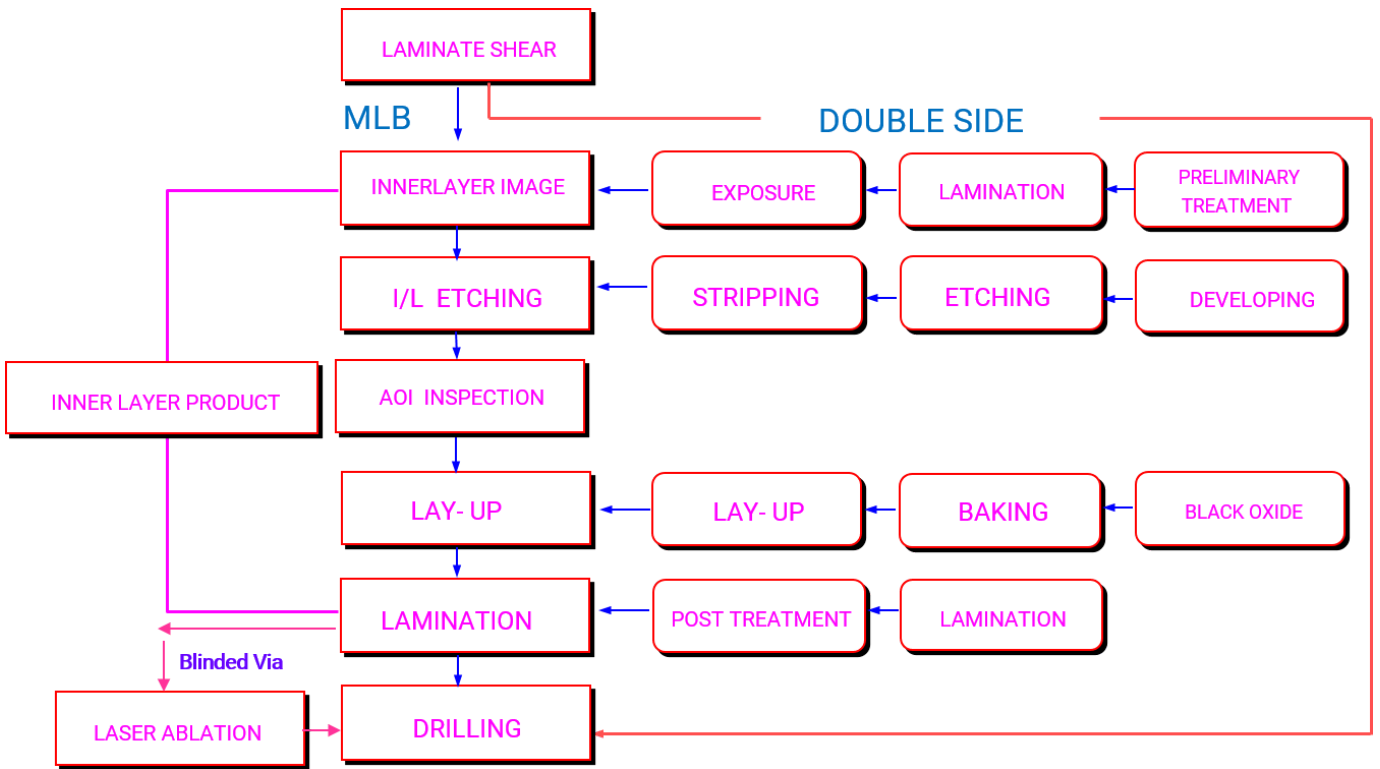 LAMINATE SHEAR
MLB
DOUBLE SIDE
INNERLAYER IMAGE
EXPOSURE
LAMINATION
PRELIMINARY
TREATMENT
I/L ETCHING
STRIPPING
ETCHING
DEVELOPING
INNER LAYER PRODUCT
AOI INSPECTION
LAY- UP
LAY- UP
BAKING
BLACK OXIDE
LAMINATION
POST TREATMENT
LAMINATION
Blinded Via
LASER ABLATION
DRILLING